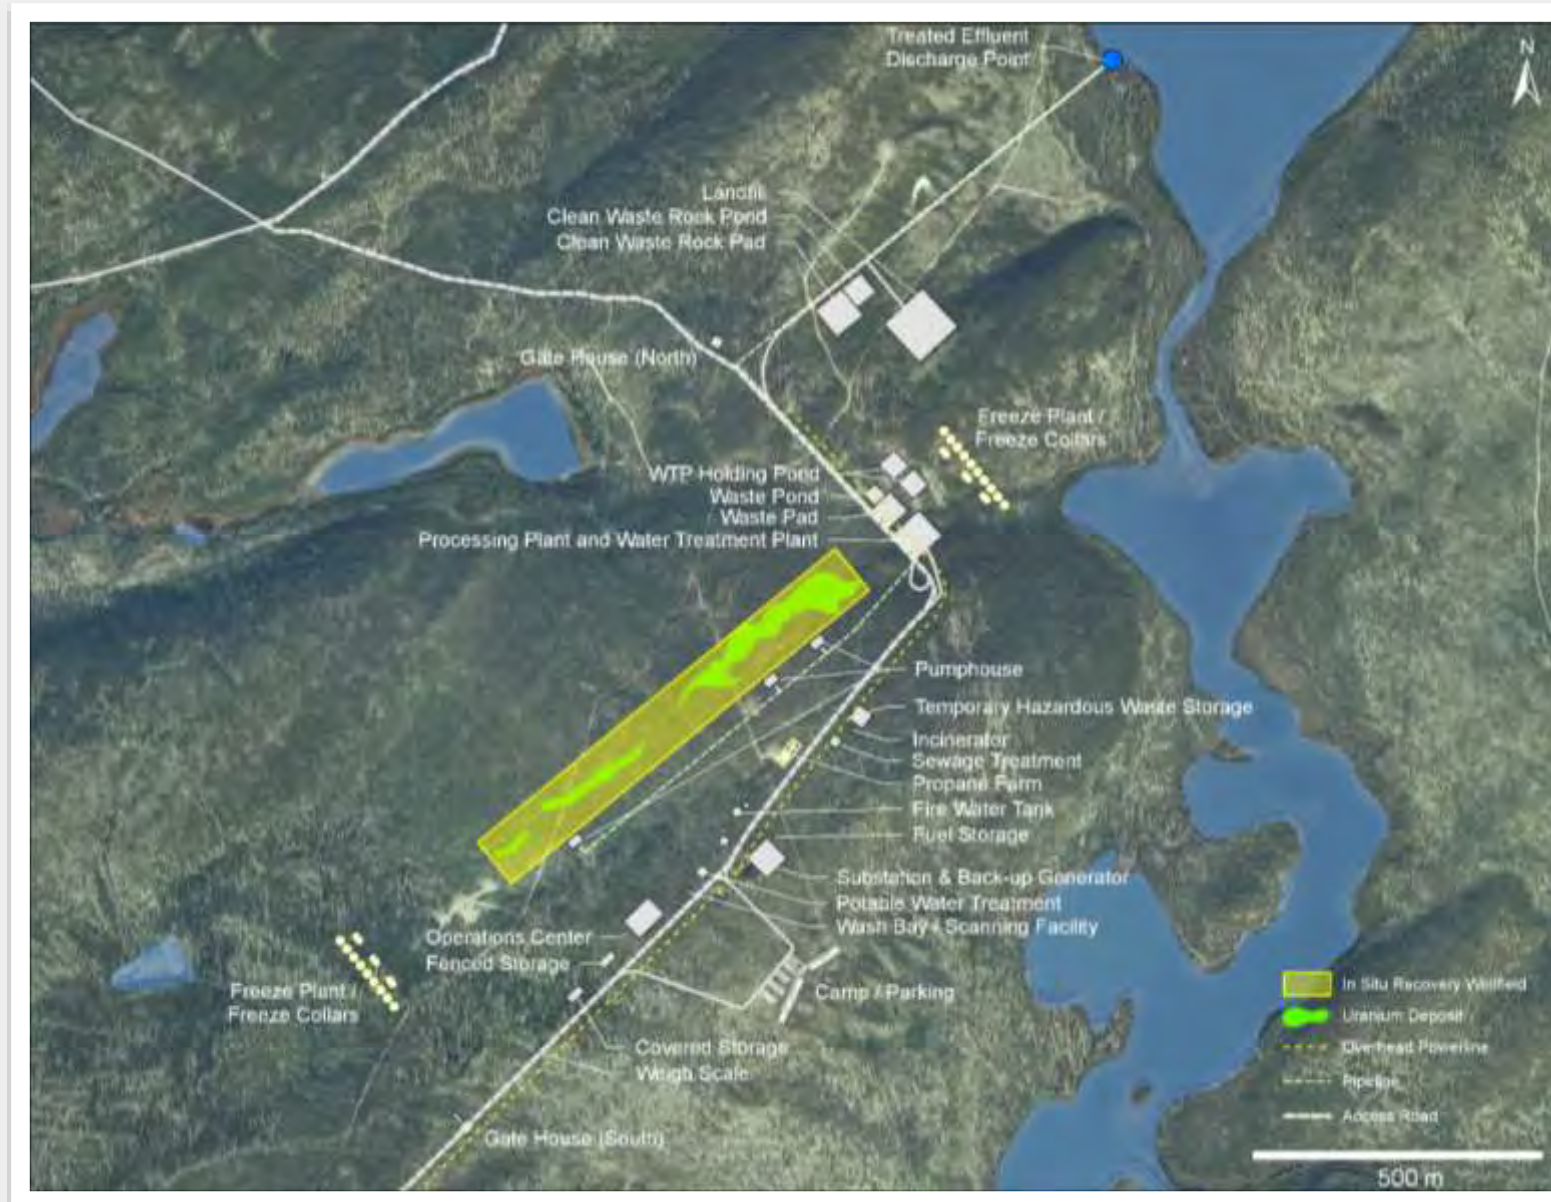 Treated Effluent
Discharge Point
N
Landfill
Clean Waste Rock Pond
Clean Waste Rock Pad
Gate House (North)
Freeze Plant /
Freeze Collars
WTP Holding Pond
Waste Pond
Waste Pad
Processing Plant and Water Treatment Plant
Pumphouse
Temporary Hazardous Waste Storage
Incinerator
Sewage Treatment
Propane Farm
Fire Water Tank
Fuel Storage
Substation & Back-up Generator
Potable Water Treatment
Wash Bay / Scanning Facility
Operations Center
Fenced Storage
Freeze Plant /
Freeze Collars
Camp / Parking
Covered Storage
Weigh Scale
Gate House (South)
In Situ Recovery Wellfield
Uranium Deposit
Overhead Powerline
Pipeline
Access Road
500 m